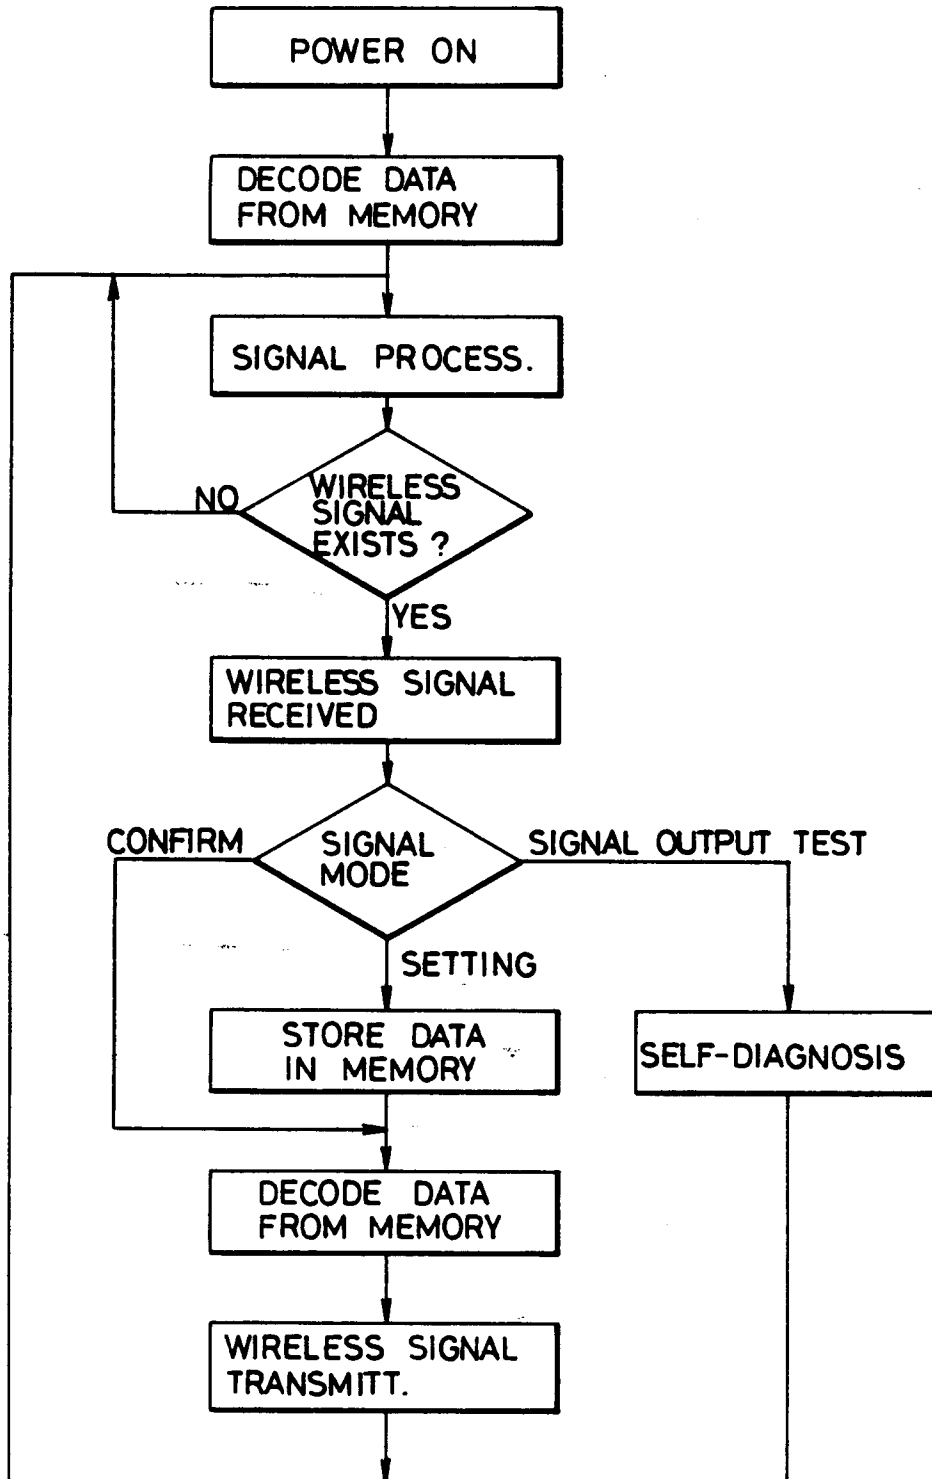 POWER ON
DECODE DATA
FROM MEMORY
SIGNAL PROCESS.
WIRELESS
SIGNAL
EXISTS ?
NO
YES
WIRELESS SIGNAL
RECEIVED
CONFIRM
SIGNAL
MODE
SIGNAL OUTPUT TEST
SETTING
STORE DATA
IN MEMORY
SELF-DIAGNOSIS
DECODE DATA
FROM MEMORY
WIRELESS SIGNAL
TRANSMITT.